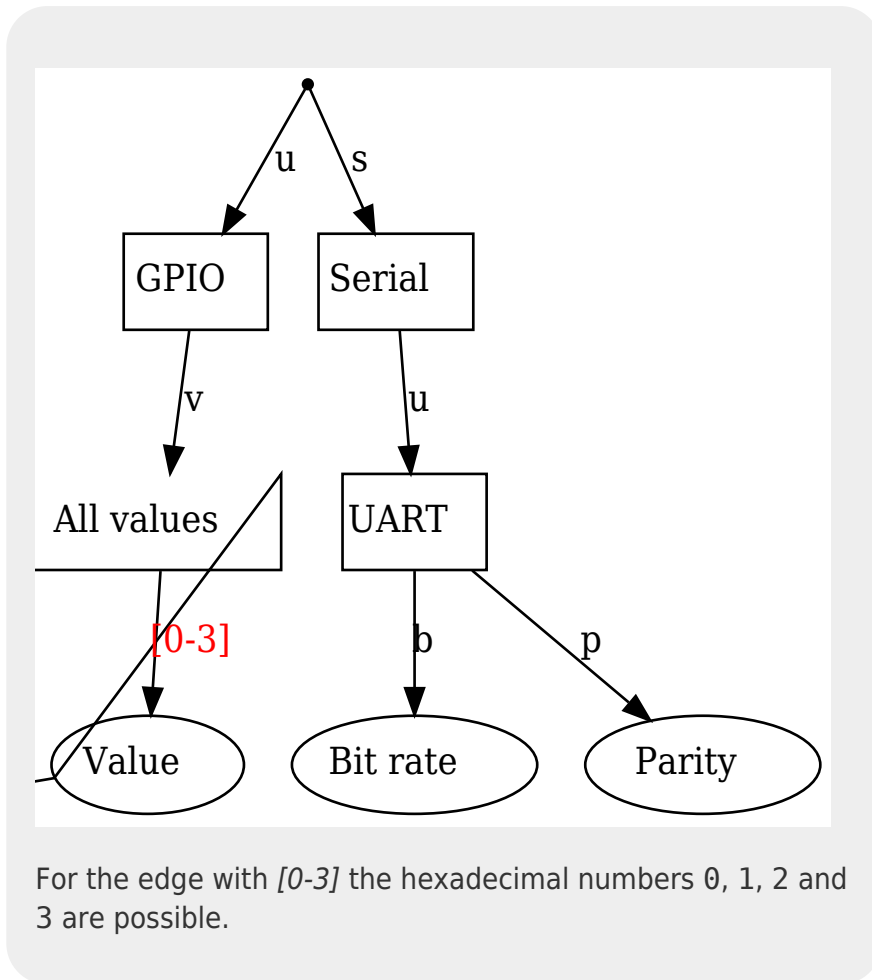 u
s
GPIO
Serial
v
u
All values
UART
[0-3]
b
p
Value
Bit rate
Parity
For the edge with [0-3] the hexadecimal numbers 0, 1, 2 and
3 are possible.